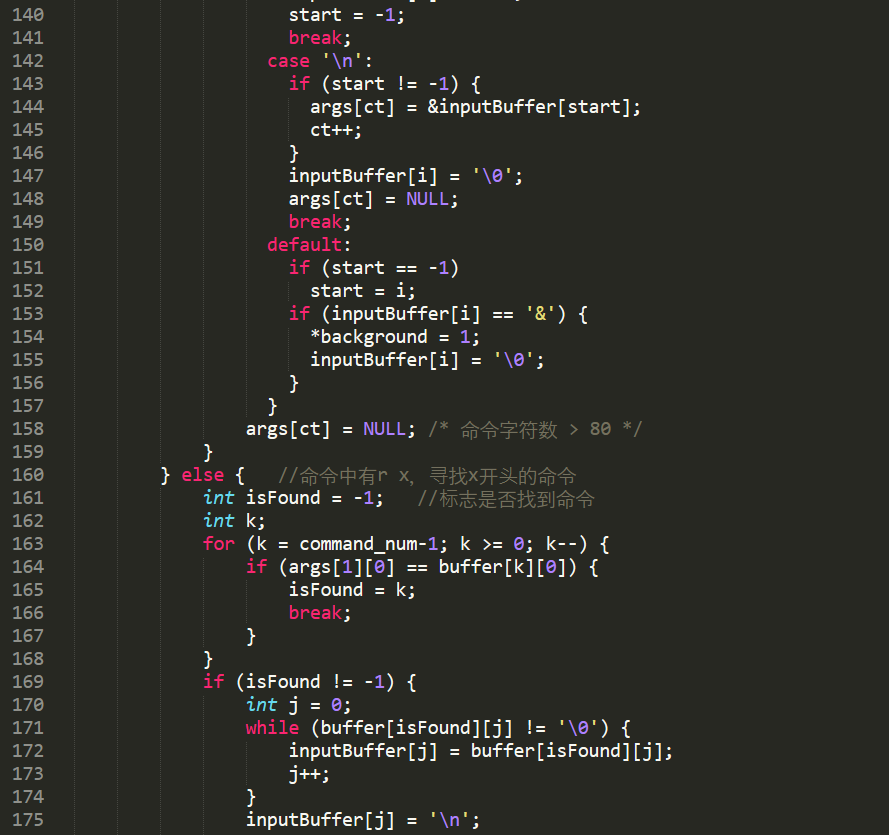 140 start = -1;
141 break;
142 case '\n':
143 if (start != -1) {
144 args[ct] = &inputBuffer[start];
145 ct++;
146 }
147 inputBuffer[i] = '\0';
148 args[ct] = NULL;
149 break;
150 default:
151 if (start == -1)
152 start = i;
153 if (inputBuffer[i] == '&') {
154 *background = 1;
155 inputBuffer[i] = '\0';
156 }
157 }
158 args[ct] = NULL; /* 命令字符数 > 80 */
159 }
160 } else { //命令中有r x, 寻找x开头的命令
161 int isFound = -1; //标志是否找到命令
162 int k;
163 for (k = command_num-1; k >= 0; k--) {
164 if (args[1][0] == buffer[k][0]) {
165 isFound = k;
166 break;
167 }
168 }
169 if (isFound != -1) {
170 int j = 0;
171 while (buffer[isFound][j] != '\0') {
172 inputBuffer[j] = buffer[isFound][j];
173 j++;
174 }
175 inputBuffer[j] = '\n';